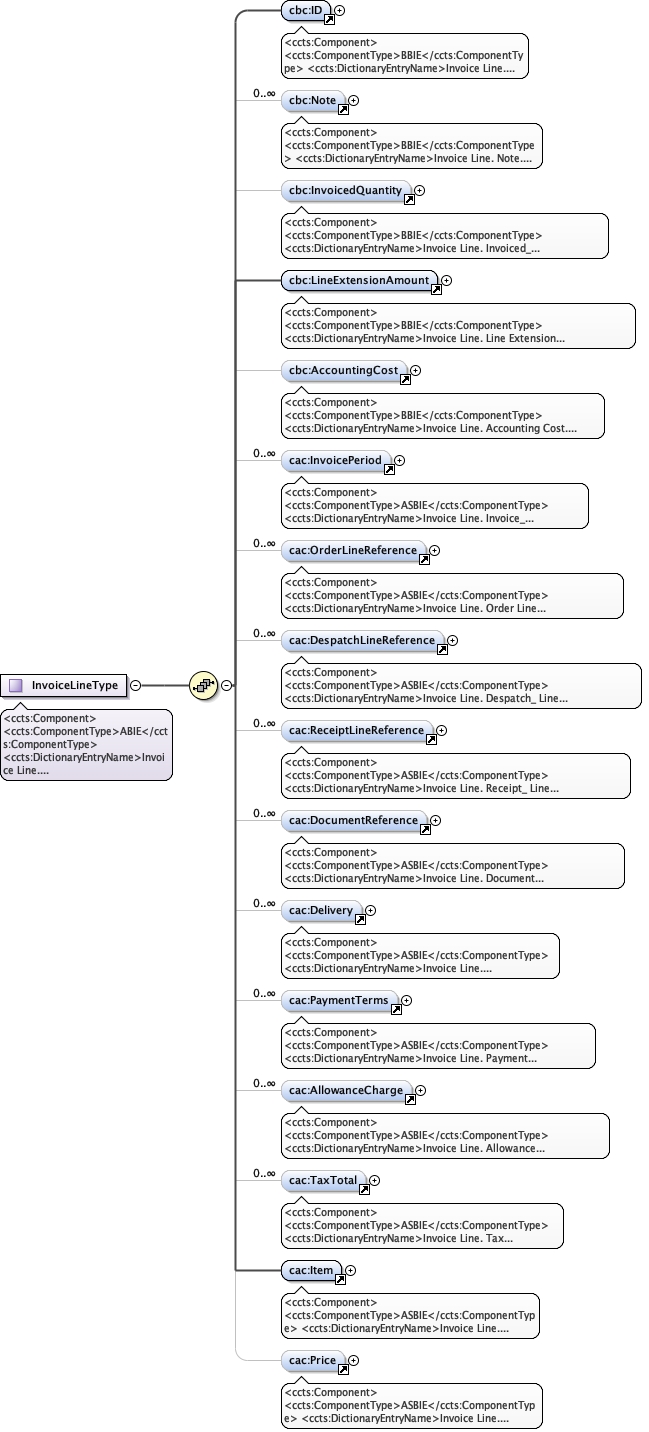 cbc:ID
<ccts:Component>
<ccts:ComponentType>BBIE</ccts:ComponentTy
pe> <ccts:DictionaryEntryName>Invoice Line....
0..∞
cbc:Note
<ccts:Component>
<ccts:ComponentType>BBIE</ccts:ComponentType
> <ccts:DictionaryEntryName>Invoice Line. Note....
cbc:InvoicedQuantity
<ccts:Component>
<ccts:ComponentType>BBIE</ccts:ComponentType>
<ccts:DictionaryEntryName>Invoice Line. Invoiced_...
cbc:LineExtensionAmount
<ccts:Component>
<ccts:ComponentType>BBIE</ccts:ComponentType>
<ccts:DictionaryEntryName>Invoice Line. Line Extension...
cbc:AccountingCost
<ccts:Component>
<ccts:ComponentType>BBIE</ccts:ComponentType>
<ccts:DictionaryEntryName>Invoice Line. Accounting Cost....
0..∞
cac:InvoicePeriod
<ccts:Component>
<ccts:ComponentType>ASBIE</ccts:ComponentType>
<ccts:DictionaryEntryName>Invoice Line. Invoice_...
0..∞
cac:OrderLineReference
<ccts:Component>
<ccts:ComponentType>ASBIE</ccts:ComponentType>
<ccts:DictionaryEntryName>Invoice Line. Order Line...
0..∞
cac:DespatchLineReference
<ccts:Component>
<ccts:ComponentType>ASBIE</ccts:ComponentType>
<ccts:DictionaryEntryName>Invoice Line. Despatch_ Line...
InvoiceLineType
<ccts:Component>
<ccts:ComponentType>ABIE</cct
s:ComponentType>
<ccts:DictionaryEntryName>Invoi
ce Line....
0..∞
cac:ReceiptLineReference
<ccts:Component>
<ccts:ComponentType>ASBIE</ccts:ComponentType>
<ccts:DictionaryEntryName>Invoice Line. Receipt_ Line...
0..∞
cac:DocumentReference
<ccts:Component>
<ccts:ComponentType>ASBIE</ccts:ComponentType>
<ccts:DictionaryEntryName>Invoice Line. Document...
0..∞
cac:Delivery
<ccts:Component>
<ccts:ComponentType>ASBIE</ccts:ComponentType>
<ccts:DictionaryEntryName>Invoice Line....
0..∞
cac:PaymentTerms
<ccts:Component>
<ccts:ComponentType>ASBIE</ccts:ComponentType>
<ccts:DictionaryEntryName>Invoice Line. Payment...
0..∞
cac:AllowanceCharge
<ccts:Component>
<ccts:ComponentType>ASBIE</ccts:ComponentType>
<ccts:DictionaryEntryName>Invoice Line. Allowance...
0..∞
cac:TaxTotal
<ccts:Component>
<ccts:ComponentType>ASBIE</ccts:ComponentType>
<ccts:DictionaryEntryName>Invoice Line. Tax...
cac:Item
<ccts:Component>
<ccts:ComponentType>ASBIE</ccts:ComponentTyp
e> <ccts:DictionaryEntryName>Invoice Line....
cac:Price
<ccts:Component>
<ccts:ComponentType>ASBIE</ccts:ComponentTyp
e> <ccts:DictionaryEntryName>Invoice Line....